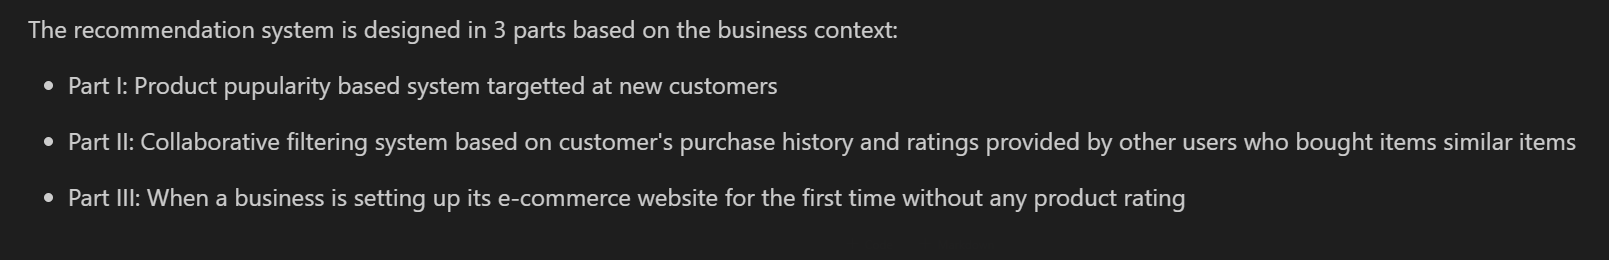 The recommendation system is designed in 3 parts based on the business context:
• Part I: Product pupularity based system targetted at new customers
• Part II: Collaborative filtering system based on customer's purchase history and ratings provided by other users who bought items similar items
• Part III: When a business is setting up its e-commerce website for the first time without any product rating